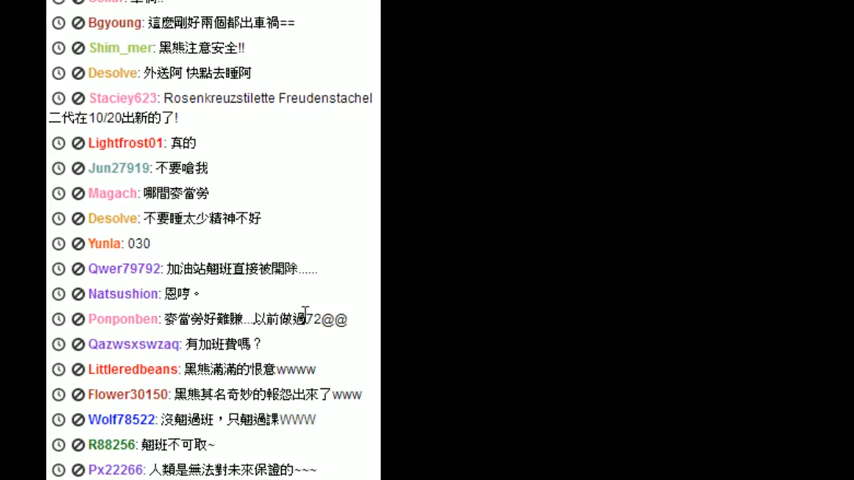 Bgyoung: 這麼剛好兩個都出車禍==
Shim_mer: 黑熊注意安全!!
Desolve: 外送阿 快點去睡阿
Staciey623: Rosenkreuzstilette Freudenstachel
二代在10/20出新的了!
Lightfrost01: 真的
Jun27919: 不要嗆我
Magach: 哪間麥當勞
Desolve: 不要睡太少精神不好
Yunla: 030
Qwer79792: 加油站翹班直接被開除......
Natsushion: 恩哼。
Ponponben: 麥當勞好難賺...以前做過72@@
Qazwsxswzaq: 有加班費嗎？
Littleredbeans: 黑熊滿滿的恨意wwww
Flower30150: 黑熊莫名奇妙的報怨出來了www
Wolf78522: 沒翹過班，只翹過課WWW
R88256: 翹班不可取~
Px22266: 人類是無法對未來保證的~~~